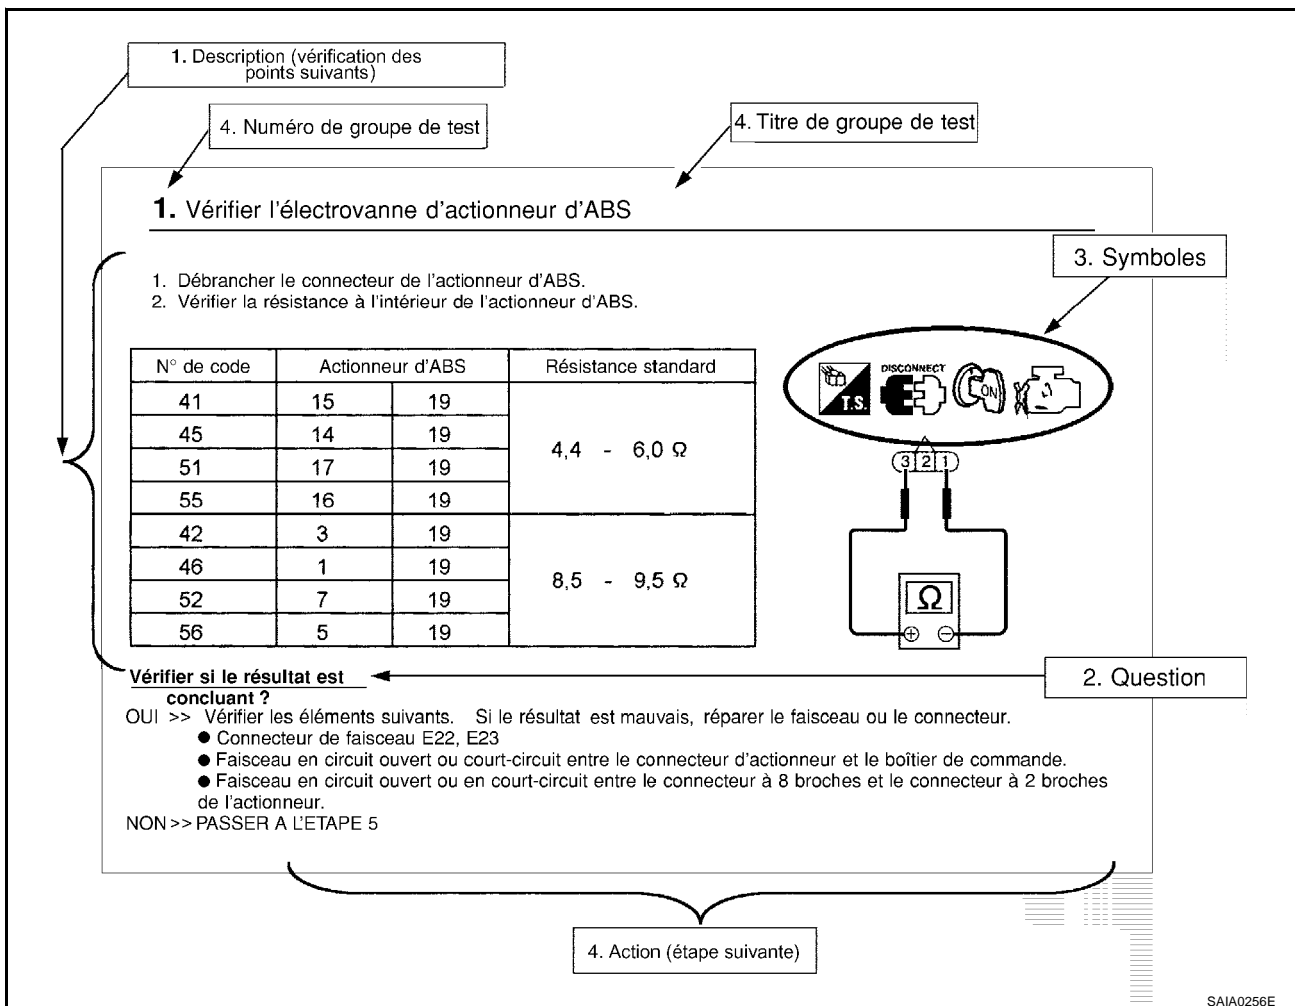 1. Description (vérification des
points suivants)
4. Numéro de groupe de test
4. Titre de groupe de test
1. Vérifier l'électrovanne d'actionneur d'ABS
3. Symboles
1. Débrancher le connecteur de l'actionneur d'ABS.
2. Vérifier la résistance à l'intérieur de l'actionneur d'ABS.
N° de code Actionneur d'ABS Résistance standard
41 15 19
45 14 19
4,4 - 6,0 Ω
51 17 19
55 16 19
42 3 19
46 1 19
8,5 - 9,5 Ω
52 7 19
56 5 19
DISCONNECT
T.S.
ON
3 2 1
Ω
+ −
Vérifier si le résultat est
concluant ?
2. Question
OUI >> Vérifier les éléments suivants. Si le résultat est mauvais, réparer le faisceau ou le connecteur.
● Connecteur de faisceau E22, E23
● Faisceau en circuit ouvert ou court-circuit entre le connecteur d'actionneur et le boîtier de commande.
● Faisceau en circuit ouvert ou en court-circuit entre le connecteur à 8 broches et le connecteur à 2 broches
de l'actionneur.
NON >> PASSER A L'ETAPE 5
4. Action (étape suivante)
SAIA0256E